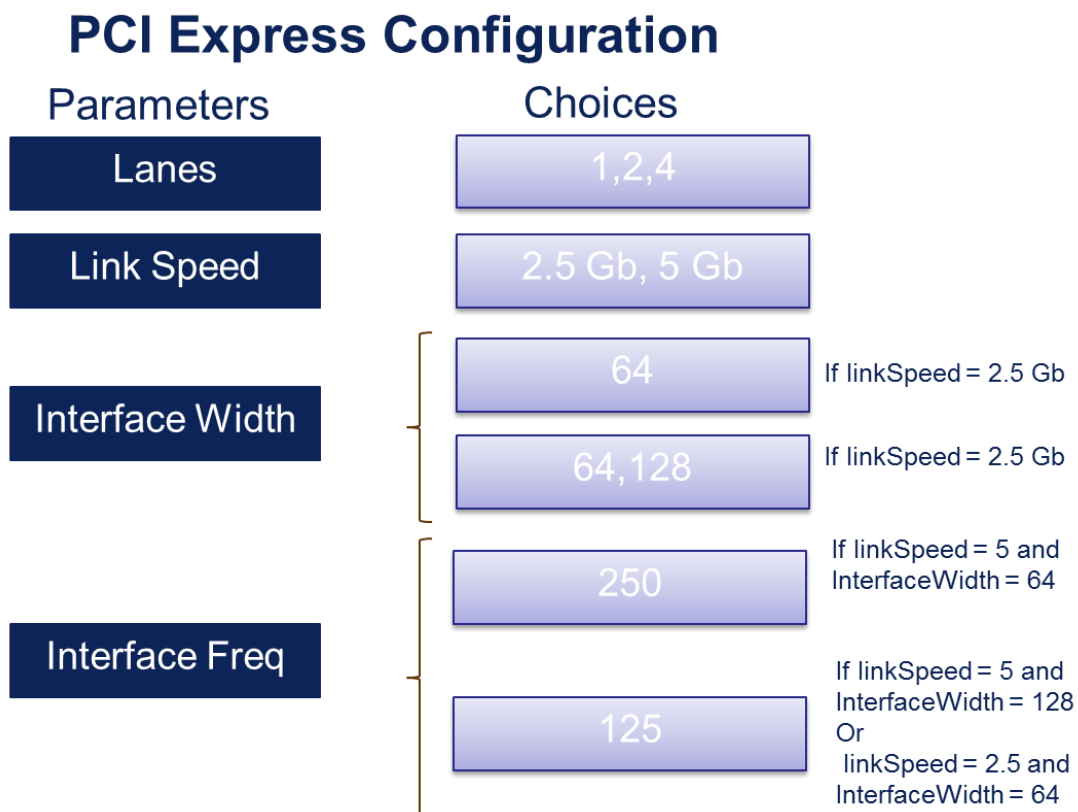 PCI Express Configuration
Parameters
Choices
Lanes
1,2,4
Link Speed
2.5 Gb, 5 Gb
Interface Width
64
If linkSpeed = 2.5 Gb
64,128
If linkSpeed = 2.5 Gb
Interface Freq
250
If linkSpeed = 5 and
InterfaceWidth = 64
125
If linkSpeed = 5 and
InterfaceWidth = 128
Or
linkSpeed = 2.5 and
InterfaceWidth = 64